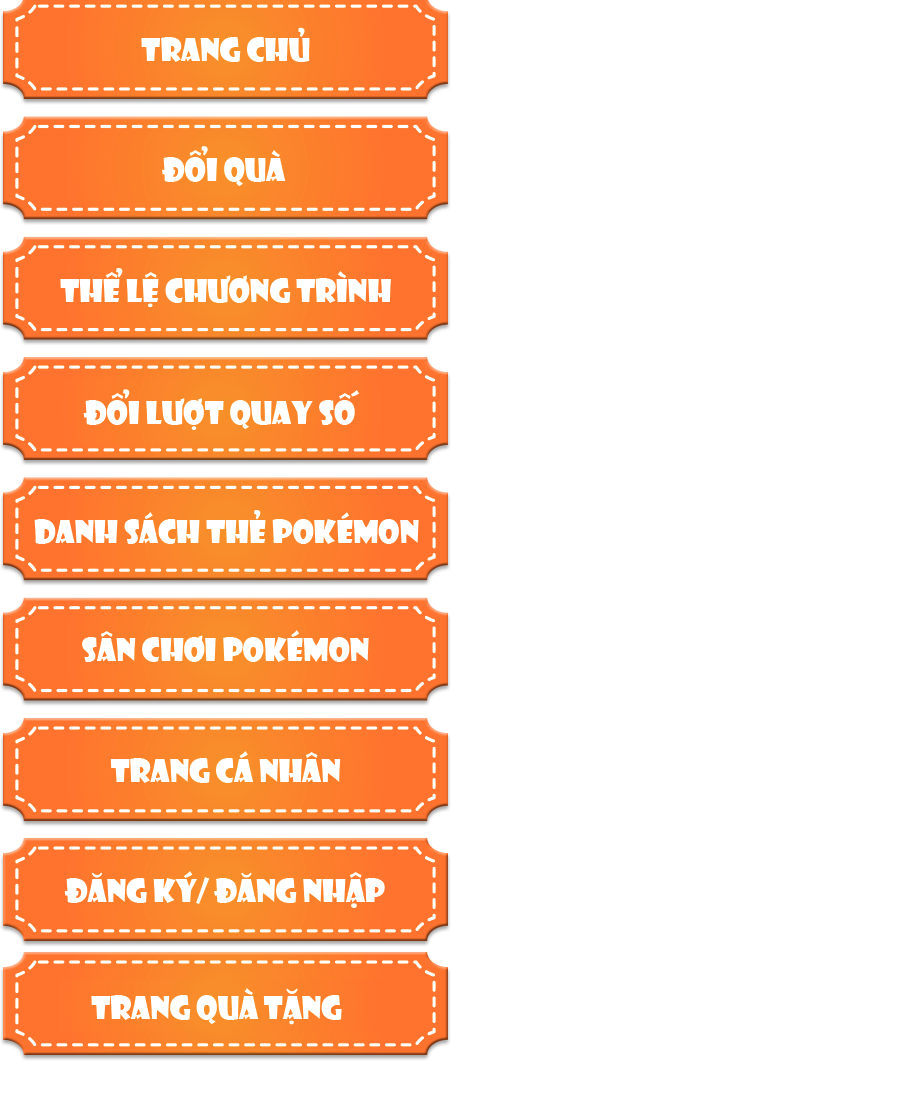 TRANG CHỦ
ĐỔI QUÀ
THỂ LỆ CHƯƠNG TRÌNH
ĐỔI LƯỢT QUAY SỐ
DANH SÁCH THẺ POKÉMON
SÂN CHƠI POKÉMON
TRANG CÁ NHÂN
ĐĂNG KÝ/ ĐĂNG NHẬP
TRANG QUÀ TẶNG